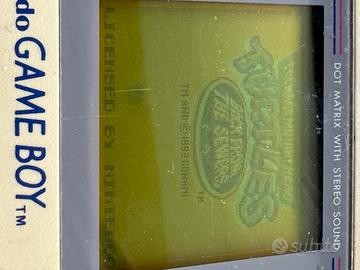 DOT MATRIX WITH STEREO SOUND
TURTLES
TM
BACK FROM
THE SEWERS
TM AND ©1992 KONAMI
LICENSED BY NINTENDO
ndo GAME BOY TM
subito